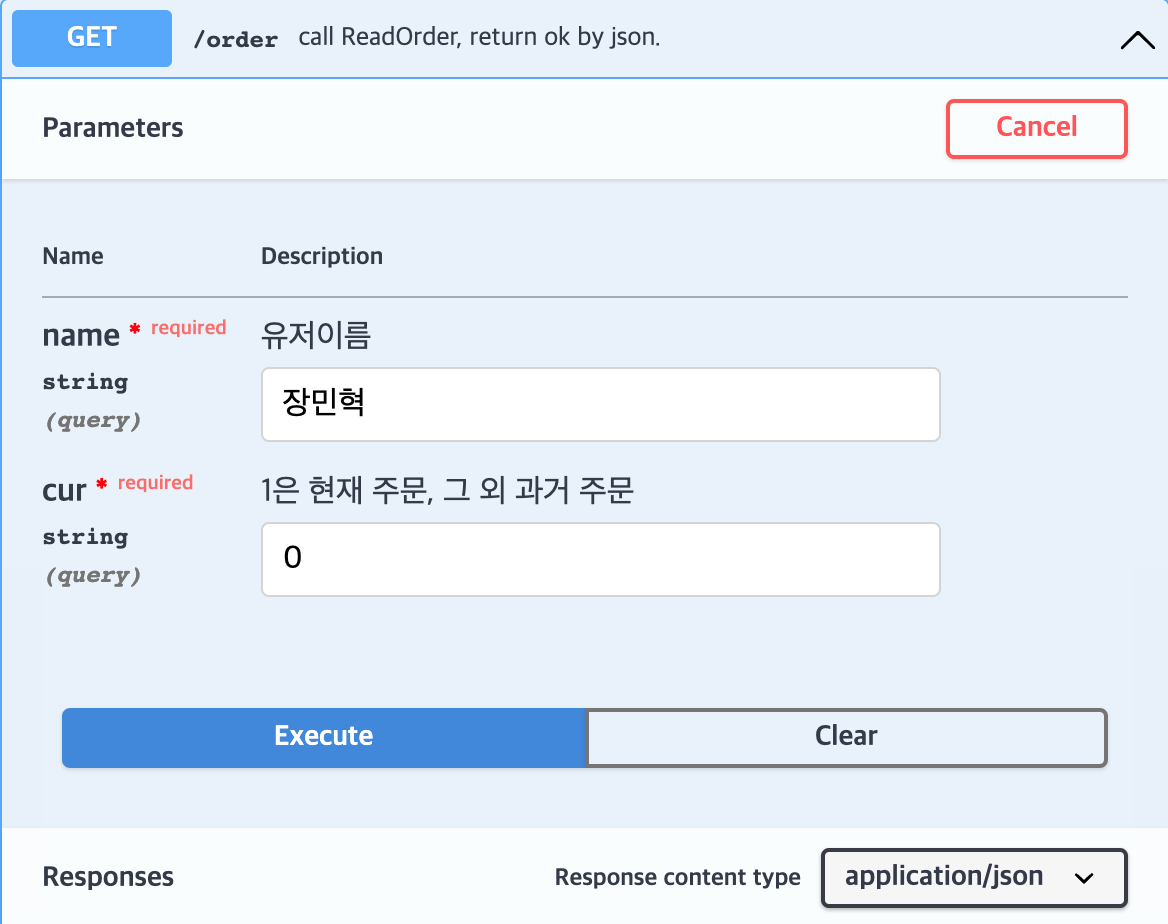 GET /order call ReadOrder, return ok by json.
Parameters Cancel
Name Description
name * required 유저이름
string
(query)
장민혁
cur * required 1은 현재 주문, 그 외 과거 주문
string
(query)
0
Execute Clear
Responses Response content type application/json